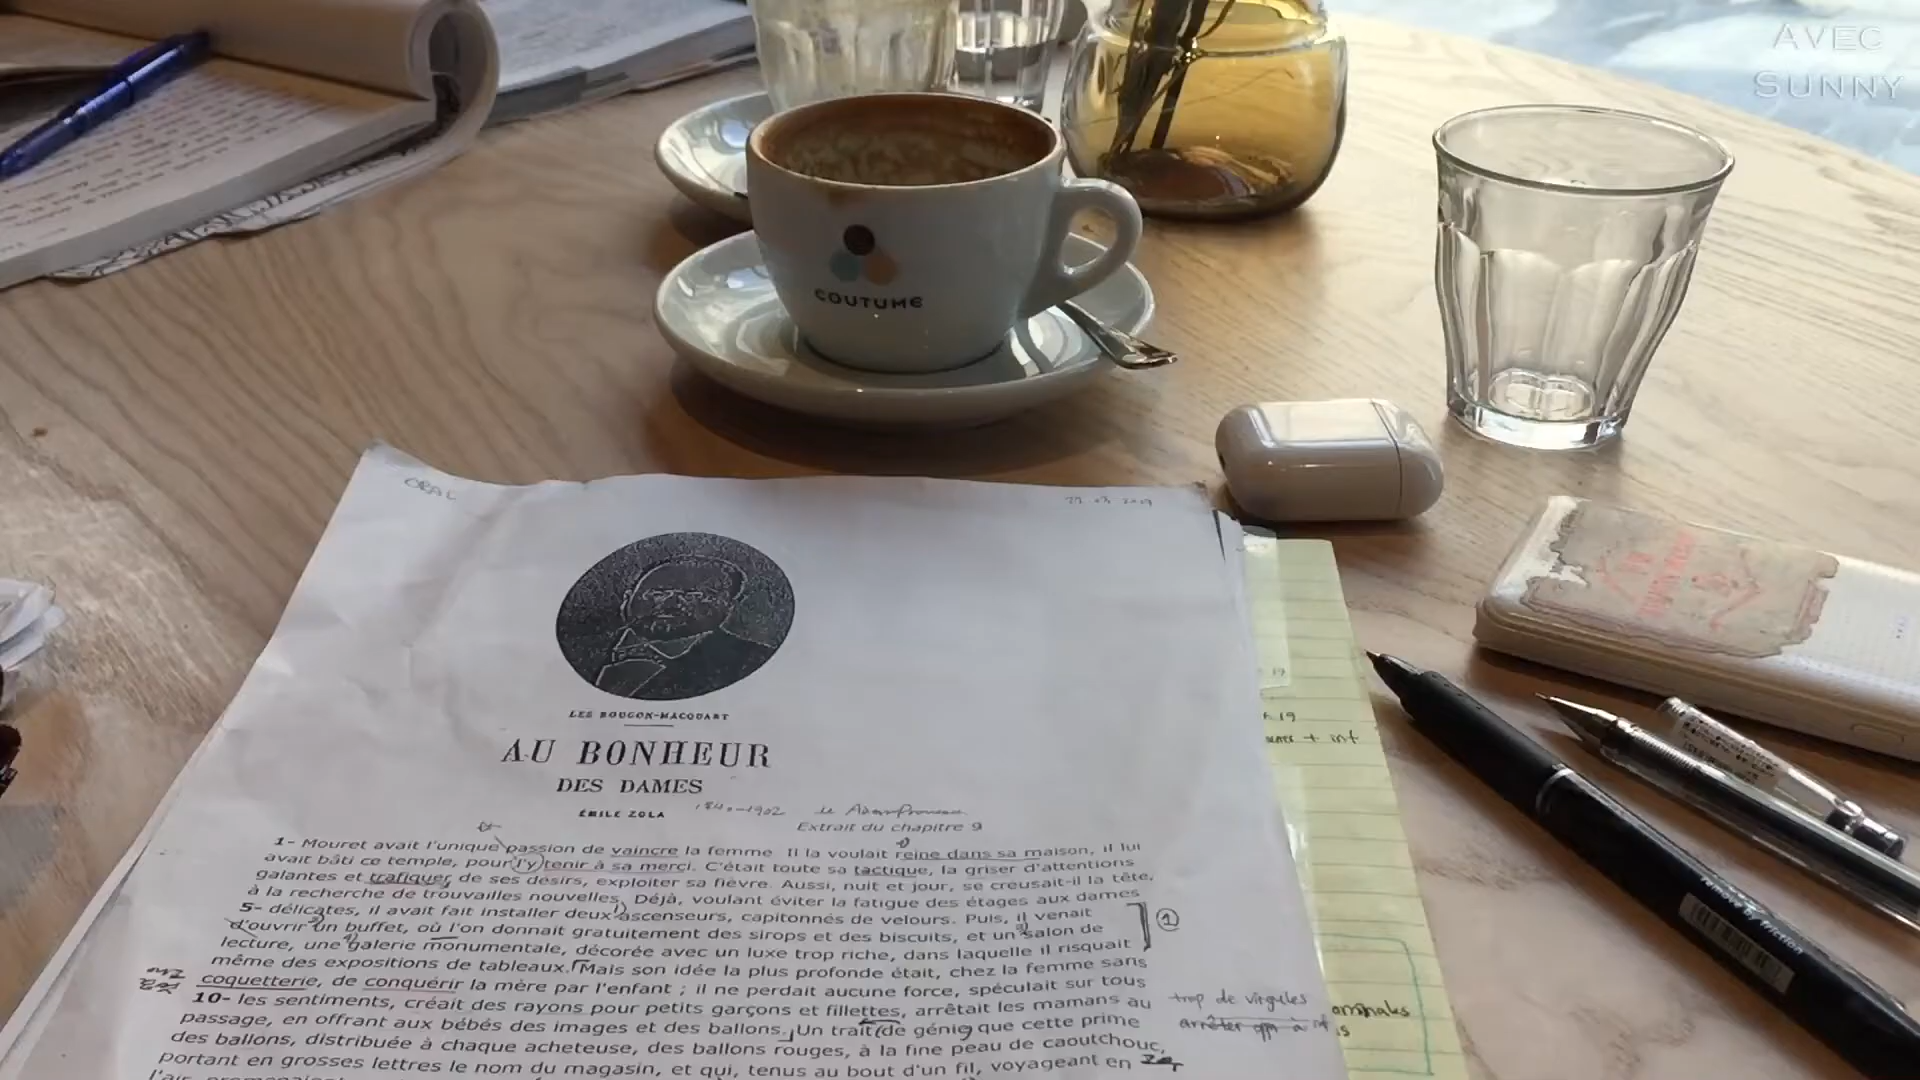 AVEC
SUNNY
COUTUME
ORAL
LES ROUGON-MACQUART
AU BONHEUR
DES DAMES
ÉMILE ZOLA 1840-1902
Extrait du chapitre 9
1- Mouret avait l'unique passion de vaincre la femme. Il la voulait reine dans sa maison, il lui
avait bâti ce temple, pour l'y tenir à sa merci. C'était toute sa tactique, la griser d'attentions
galantes et trafiquer de ses désirs, exploiter sa fièvre. Aussi, nuit et jour, se creusait-il la tête,
à la recherche de trouvailles nouvelles. Déjà, voulant éviter la fatigue des étages aux dames
5- délicates, il avait fait installer deux ascenseurs, capitonnés de velours. Puis, il venait
d'ouvrir un buffet, où l'on donnait gratuitement des sirops et des biscuits, et un salon de
lecture, une galerie monumentale, décorée avec un luxe trop riche, dans laquelle il risquait
même des expositions de tableaux. Mais son idée la plus profonde était, chez la femme sans
coquetterie, de conquérir la mère par l'enfant ; il ne perdait aucune force, spéculait sur tous
10- les sentiments, créait des rayons pour petits garçons et fillettes, arrêtait les mamans au
passage, en offrant aux bébés des images et des ballons. Un trait de génie que cette prime
des ballons, distribuée à chaque acheteuse, des ballons rouges, à la fine peau de caoutchouc,
portant en grosses lettres le nom du magasin, et qui, tenus au bout d'un fil, voyageant en
1
trop de virgules
arrêter
19
+ inf
remove by friction